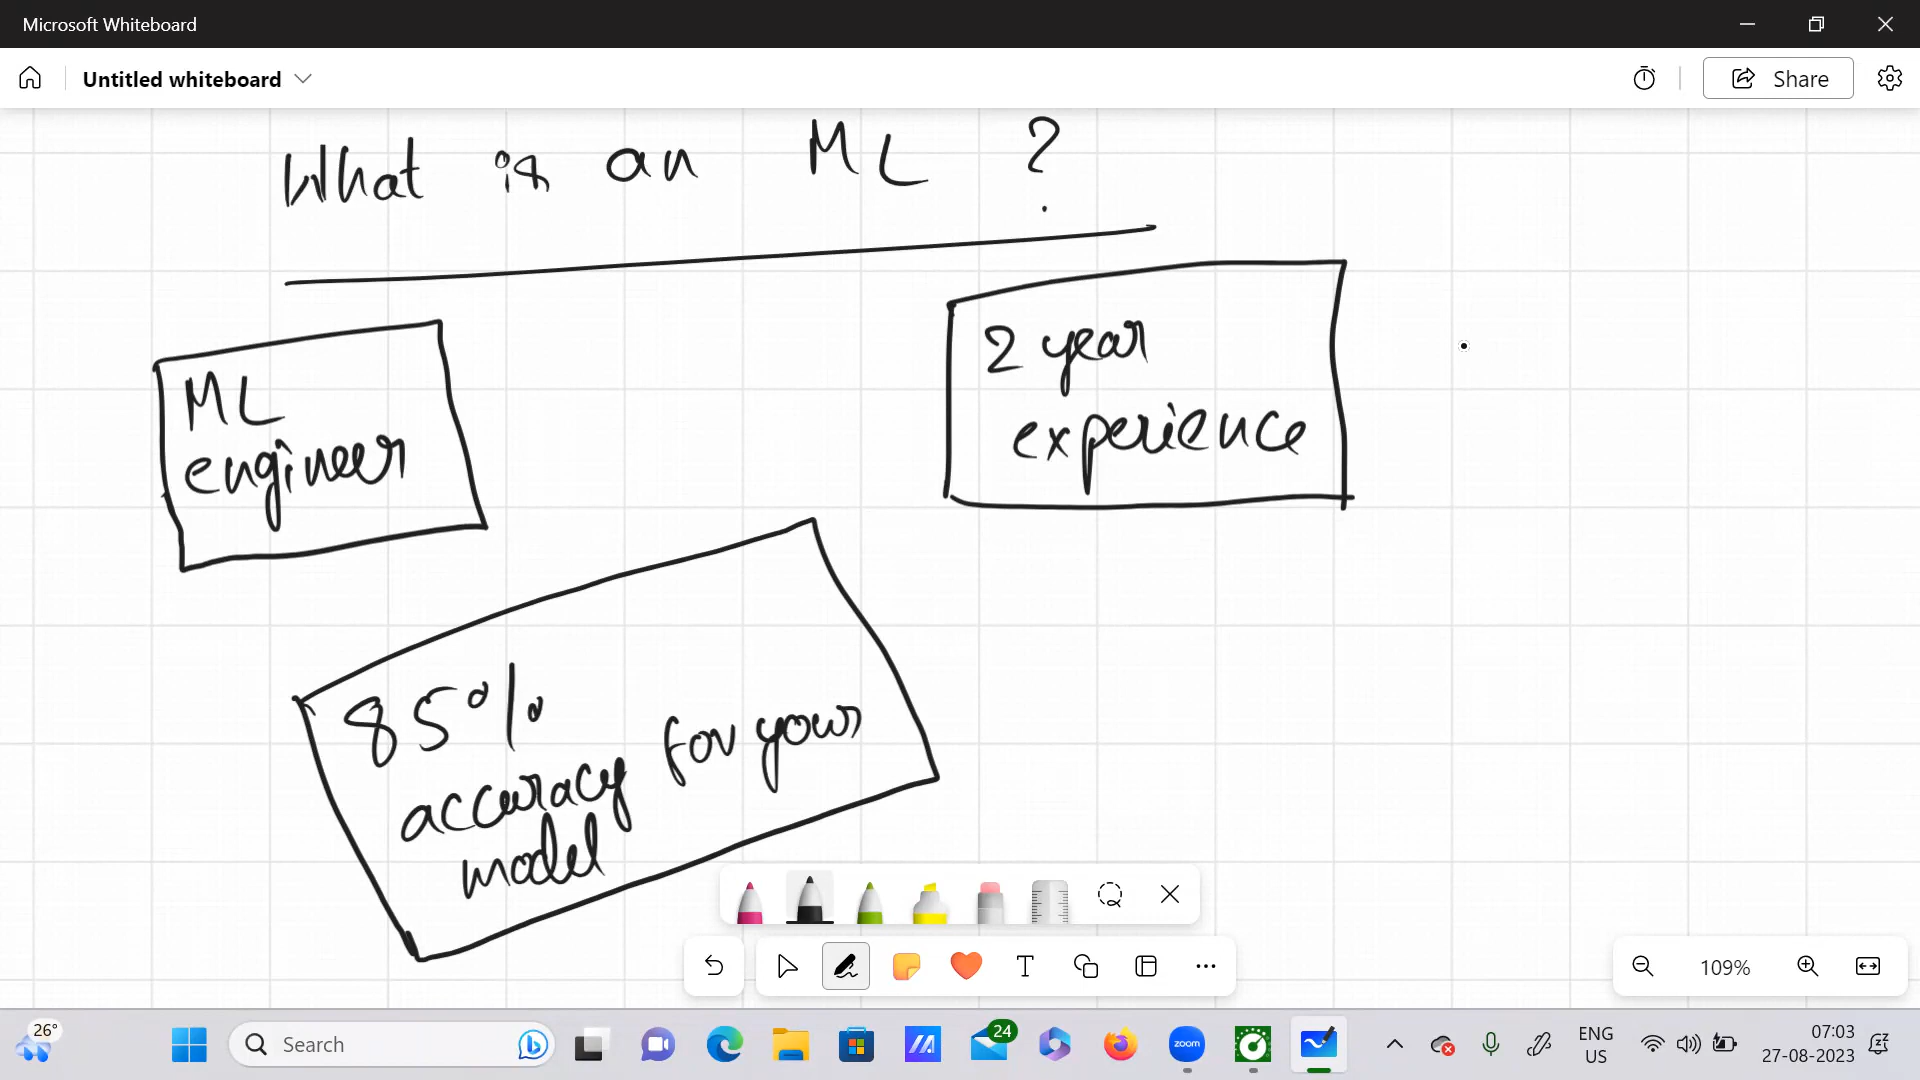 Microsoft Whiteboard
Untitled whiteboard
Share
What is an ML ?
ML
engineer
2 year
experience
85%
accuracy for your
model
109%
26°
Search
24
zoom
ENG
US
07:03
27-08-2023